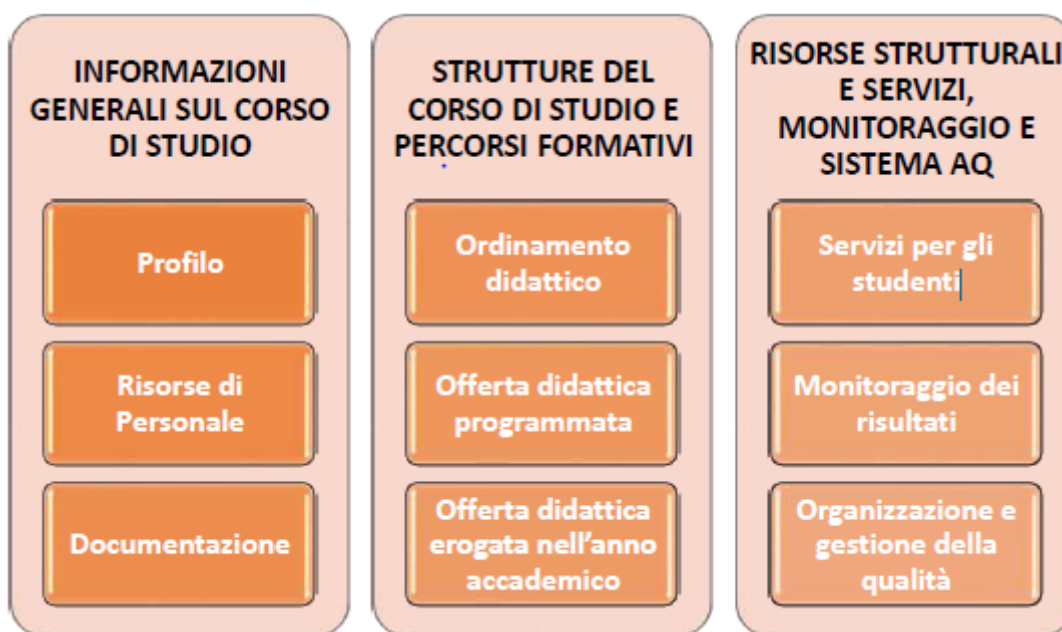 INFORMAZIONI
GENERALI SUL CORSO
DI STUDIO
Profilo
Risorse di
Personale
Documentazione
STRUTTURE DEL
CORSO DI STUDIO E
PERCORSI FORMATIVI
Ordinamento
didattico
Offerta didattica
programmata
Offerta didattica
erogata nell'anno
accademico
RISORSE STRUTTURALI
E SERVIZI,
MONITORAGGIO E
SISTEMA AQ
Servizi per gli
studenti
Monitoraggio dei
risultati
Organizzazione e
gestione della
qualità